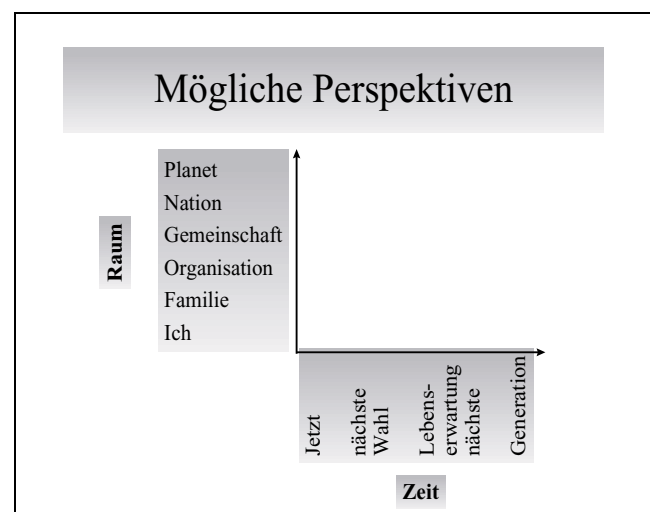 Mögliche Perspektiven
Planet
Nation
Gemeinschaft
Organisation
Familie
Ich
Raum
Jetzt
nächste
Wahl
Lebens-
erwartung
nächste
Generation
Zeit